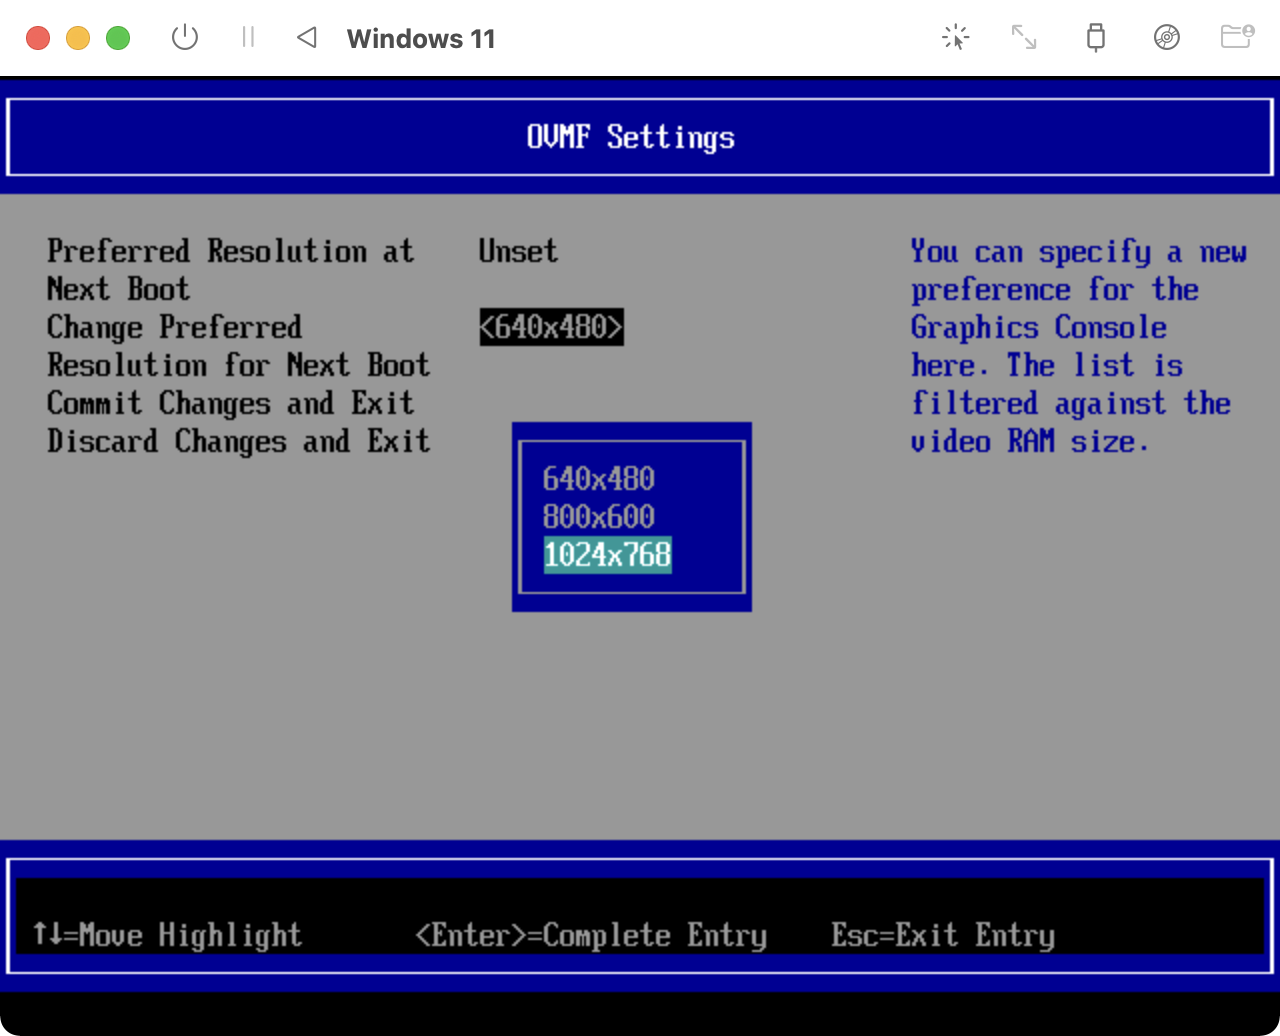 Windows 11
OVMF Settings
Preferred Resolution at Unset
Next Boot
Change Preferred <640x480>
Resolution for Next Boot
Commit Changes and Exit
Discard Changes and Exit
You can specify a new
preference for the
Graphics Console
here. The list is
filtered against the
video RAM size.
640x480
800x600
1024x768
↑↓=Move Highlight <Enter>=Complete Entry Esc=Exit Entry